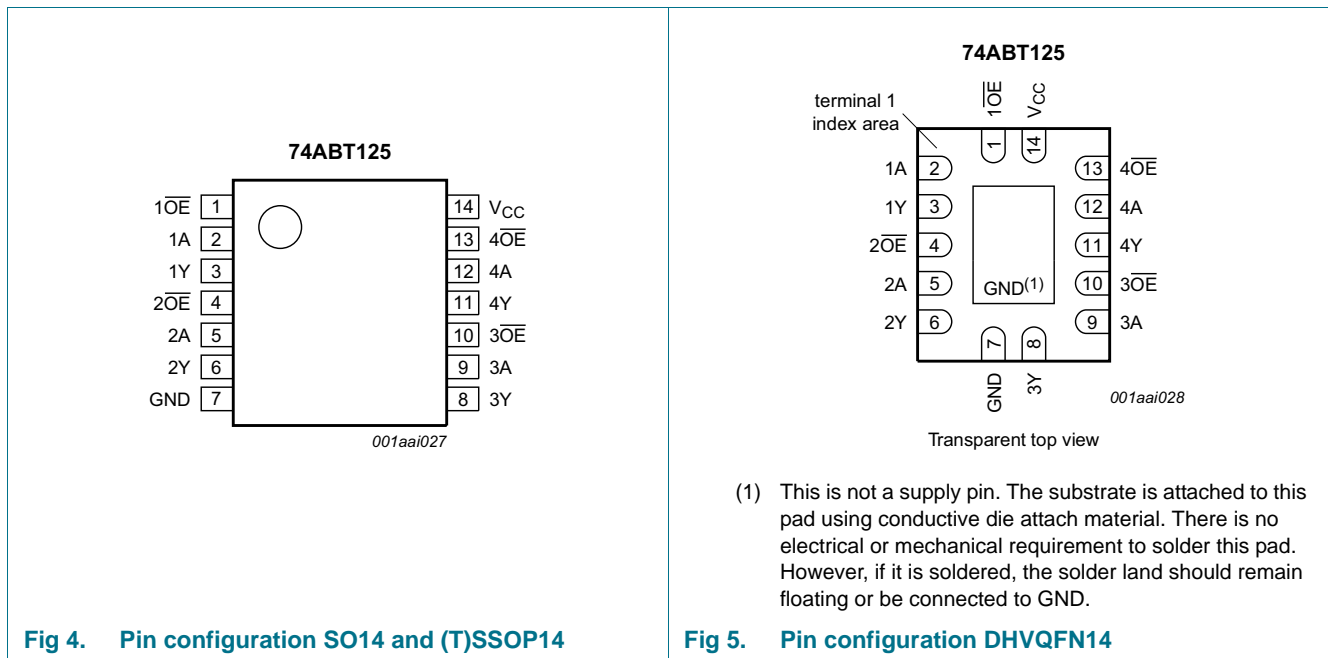 74ABT125
1OE 1
1A 2
1Y 3
2OE 4
2A 5
2Y 6
GND 7
14 VCC
13 4OE
12 4A
11 4Y
10 3OE
9 3A
8 3Y
001aai027
Fig 4. Pin configuration SO14 and (T)SSOP14
74ABT125
terminal 1
index area
1OE VCC
1 14
1A 2
1Y 3
2OE 4
2A 5
2Y 6
13 4OE
12 4A
11 4Y
10 3OE
9 3A
GND(1)
7 8
GND 3Y
001aai028
Transparent top view
(1) This is not a supply pin. The substrate is attached to this
pad using conductive die attach material. There is no
electrical or mechanical requirement to solder this pad.
However, if it is soldered, the solder land should remain
floating or be connected to GND.
Fig 5. Pin configuration DHVQFN14